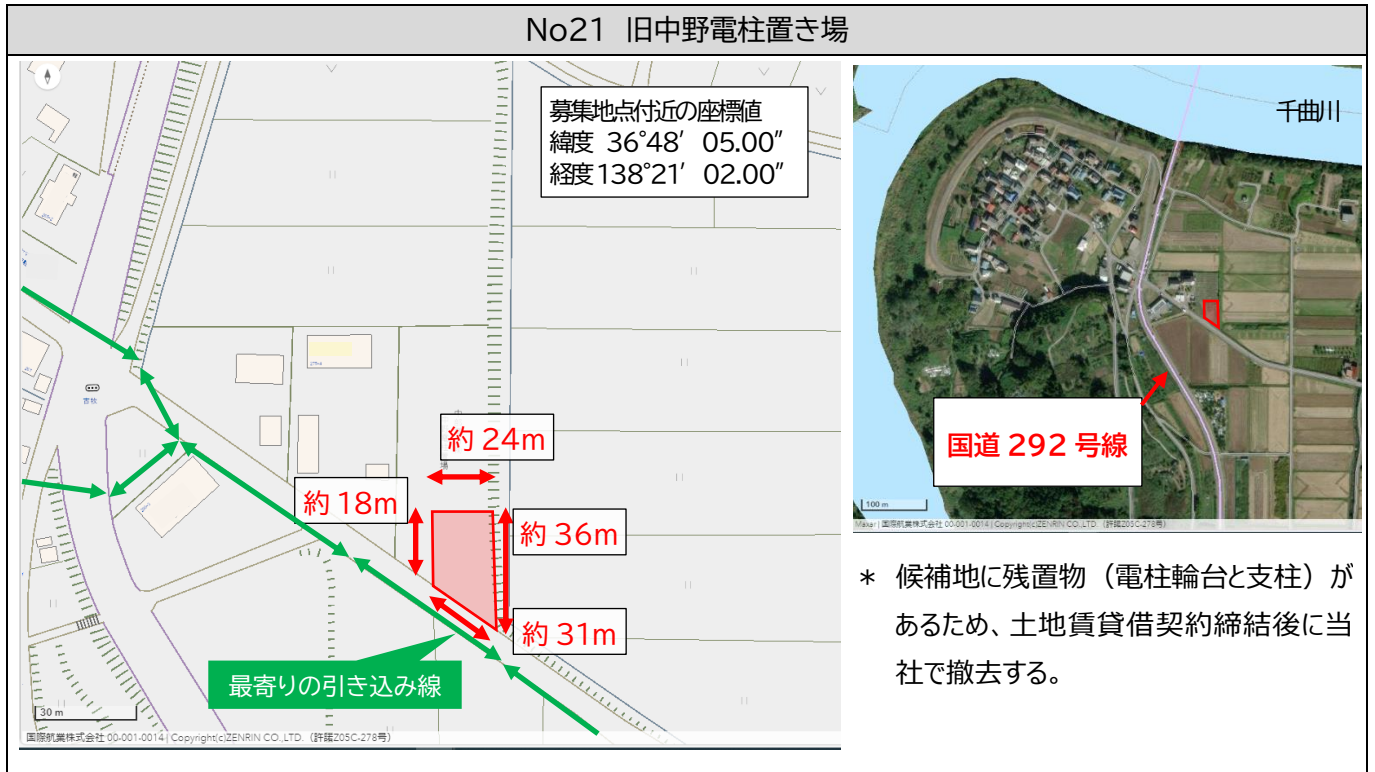 No21 旧中野電柱置き場
募集地点付近の座標値
緯度 36°48′ 05.00″
経度138°21′ 02.00″
約 24m
約 18m
約 36m
約 31m
最寄りの引き込み線
30 m
国際航業株式会社 00-001-0014 | Copyright(c)ZENRIN CO.,LTD. (許諾Z05C-278号)
千曲川
国道 292 号線
100 m
Maxar | 国際航業株式会社 00-001-0014 | Copyright(c)ZENRIN CO.,LTD. (許諾Z05C-278号)
* 候補地に残置物（電柱輪台と支柱）が
あるため、土地賃貸借契約締結後に当
社で撤去する。